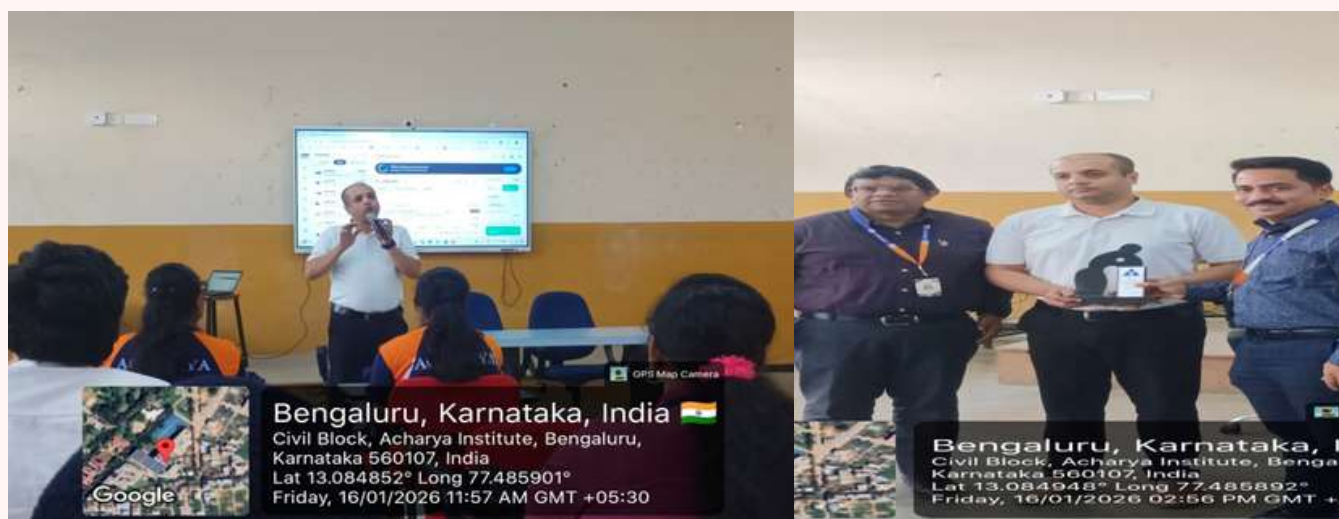 GPS Map Camera
Bengaluru, Karnataka, India
Civil Block, Acharya Institute, Bengaluru,
Karnataka 560107, India
Lat 13.084852° Long 77.485901°
Friday, 16/01/2026 11:57 AM GMT +05:30
Google
Bengaluru, Karnataka,
Civil Block, Acharya Institute, Benga
Karnataka 560107, India
Lat 13.084948° Long 77.485892°
Friday, 16/01/2026 02:56 PM GMT +